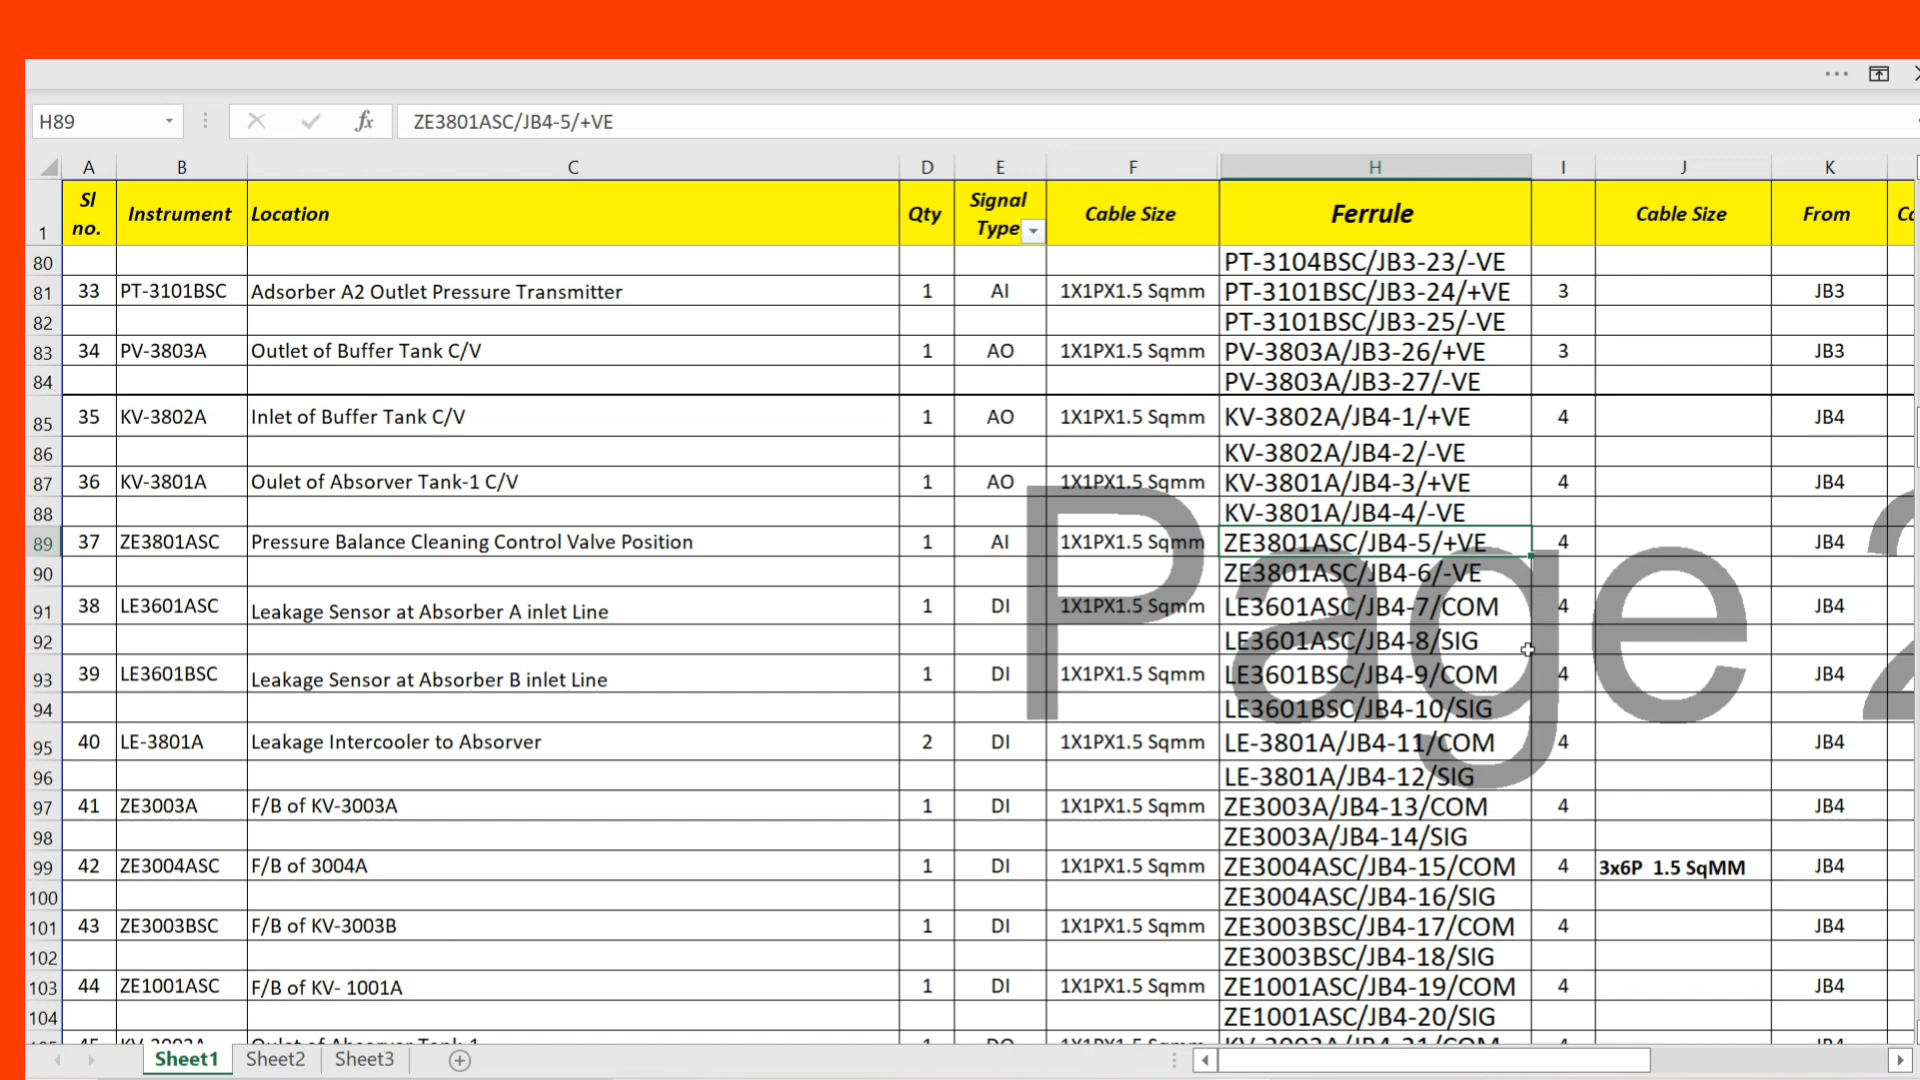 H89 fx ZE3801ASC/JB4-5/+VE
A B C D E F H I J K
1 Sl no. Instrument Location Qty Signal Type Cable Size Ferrule Cable Size From
80 PT-3104BSC/JB3-23/-VE
81 33 PT-3101BSC Adsorber A2 Outlet Pressure Transmitter 1 AI 1X1PX1.5 Sqmm PT-3101BSC/JB3-24/+VE 3 JB3
82 PT-3101BSC/JB3-25/-VE
83 34 PV-3803A Outlet of Buffer Tank C/V 1 AO 1X1PX1.5 Sqmm PV-3803A/JB3-26/+VE 3 JB3
84 PV-3803A/JB3-27/-VE
85 35 KV-3802A Inlet of Buffer Tank C/V 1 AO 1X1PX1.5 Sqmm KV-3802A/JB4-1/+VE 4 JB4
86 KV-3802A/JB4-2/-VE
87 36 KV-3801A Oulet of Absorver Tank-1 C/V 1 AO 1X1PX1.5 Sqmm KV-3801A/JB4-3/+VE 4 JB4
88 KV-3801A/JB4-4/-VE
89 37 ZE3801ASC Pressure Balance Cleaning Control Valve Position 1 AI 1X1PX1.5 Sqmm ZE3801ASC/JB4-5/+VE 4 JB4
90 ZE3801ASC/JB4-6/-VE
91 38 LE3601ASC Leakage Sensor at Absorber A inlet Line 1 DI 1X1PX1.5 Sqmm LE3601ASC/JB4-7/COM 4 JB4
92 LE3601ASC/JB4-8/SIG
93 39 LE3601BSC Leakage Sensor at Absorber B inlet Line 1 DI 1X1PX1.5 Sqmm LE3601BSC/JB4-9/COM 4 JB4
94 LE3601BSC/JB4-10/SIG
95 40 LE-3801A Leakage Intercooler to Absorver 2 DI 1X1PX1.5 Sqmm LE-3801A/JB4-11/COM 4 JB4
96 LE-3801A/JB4-12/SIG
97 41 ZE3003A F/B of KV-3003A 1 DI 1X1PX1.5 Sqmm ZE3003A/JB4-13/COM 4 JB4
98 ZE3003A/JB4-14/SIG
99 42 ZE3004ASC F/B of 3004A 1 DI 1X1PX1.5 Sqmm ZE3004ASC/JB4-15/COM 4 3x6P 1.5 SqMM JB4
100 ZE3004ASC/JB4-16/SIG
101 43 ZE3003BSC F/B of KV-3003B 1 DI 1X1PX1.5 Sqmm ZE3003BSC/JB4-17/COM 4 JB4
102 ZE3003BSC/JB4-18/SIG
103 44 ZE1001ASC F/B of KV- 1001A 1 DI 1X1PX1.5 Sqmm ZE1001ASC/JB4-19/COM 4 JB4
104 ZE1001ASC/JB4-20/SIG
Page 2
Sheet1 Sheet2 Sheet3